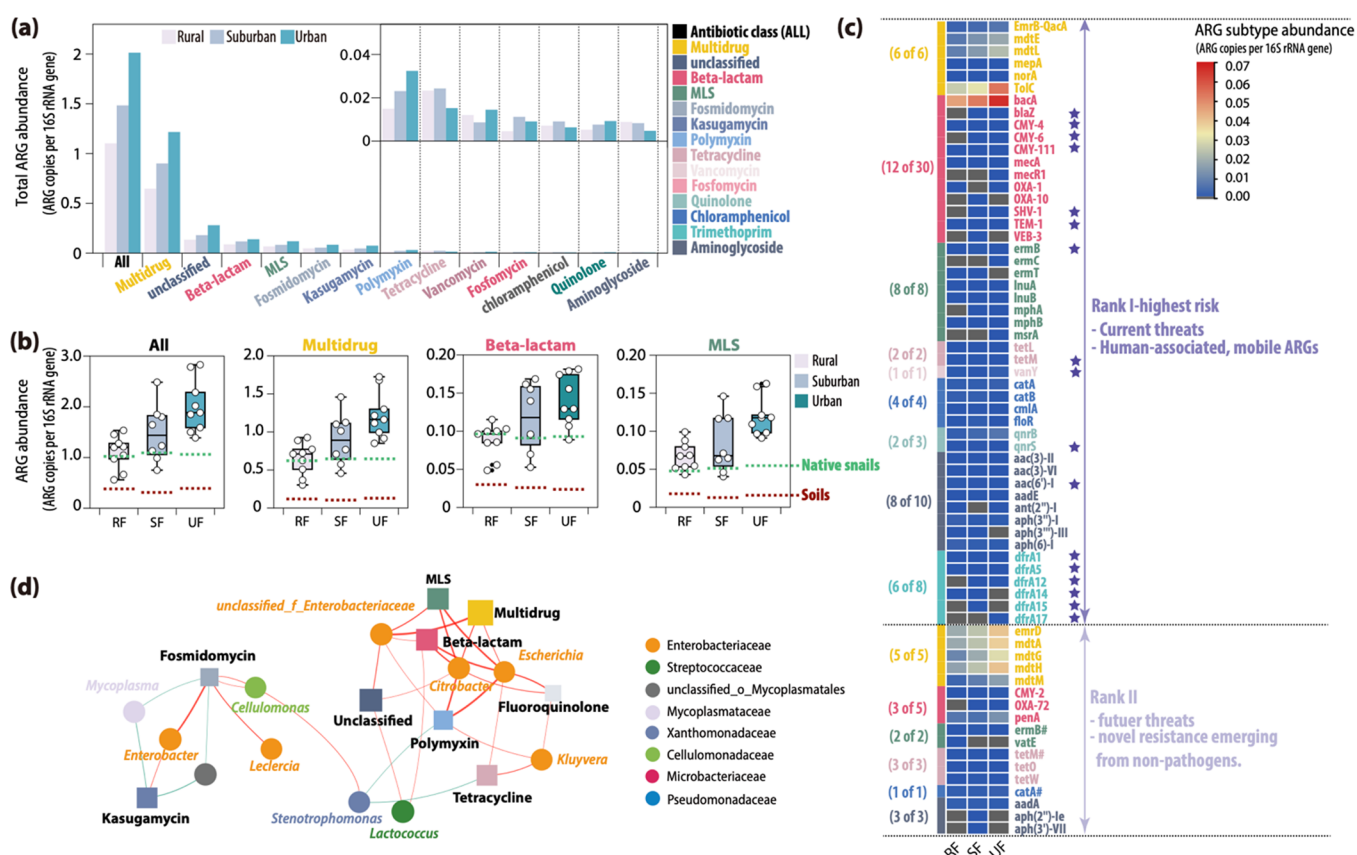 (a)
Rural
Suburban
Urban
Total ARG abundance
(ARG copies per 16S rRNA gene)
2
1.5
1
0.5
0
0.04
0.02
0
All
Multidrug
unclassified
Beta-lactam
MLS
Fosmidomycin
Kasugamycin
Polymyxin
Tetracycline
Vancomycin
Fosfomycin
chloramphenicol
Quinolone
Aminoglycoside
Antibiotic class (ALL)
Multidrug
unclassified
Beta-lactam
MLS
Fosmidomycin
Kasugamycin
Polymyxin
Tetracycline
Vancomycin
Fosfomycin
Quinolone
Chloramphenicol
Trimethoprim
Aminoglycoside
(b)
ARG abundance
(ARG copies per 16S rRNA gene)
All
3.0
2.0
1.0
0
RF
SF
UF
Multidrug
2.0
1.5
1.0
0.5
0
RF
SF
UF
Beta-lactam
0.20
0.15
0.10
0.05
0
RF
SF
UF
MLS
0.20
0.15
0.10
0.05
0
RF
SF
UF
Rural
Suburban
Urban
Native snails
Soils
(c)
ARG subtype abundance
(ARG copies per 16S rRNA gene)
0.07
0.06
0.05
0.04
0.03
0.02
0.01
0.00
(6 of 6)
EmrB-QacA
mdtE
mdtL
mepA
norA
TolC
(12 of 30)
bacA
blaZ
CMY-4
CMY-6
CMY-111
mecA
mecR1
OXA-1
OXA-10
SHV-1
TEM-1
VEB-3
(8 of 8)
ermB
ermC
ermT
lnuA
lnuB
mphA
mphB
msrA
(2 of 2)
tetL
tetM
(1 of 1)
vanY
(4 of 4)
catA
catB
cmlA
floR
(2 of 3)
qnrB
qnrS
(8 of 10)
aac(3)-II
aac(3)-VI
aac(6')-I
aadE
ant(2'')-I
aph(3'')-I
aph(3''')-III
aph(6)-I
(6 of 8)
dfrA1
dfrA5
dfrA12
dfrA14
dfrA15
dfrA17
Rank I-highest risk
- Current threats
- Human-associated, mobile ARGs
(5 of 5)
emrD
mdtA
mdtG
mdtH
mdtM
(3 of 5)
CMY-2
OXA-72
penA
(2 of 2)
ermB#
vatE
(3 of 3)
tetM#
tetO
tetW
(1 of 1)
catA#
(3 of 3)
aadA
aph(2'')-Ie
aph(3')-VII
Rank II
- futuer threats
- novel resistance emerging
from non-pathogens.
RF
SF
UF
(d)
MLS
unclassified_f_Enterobacteriaceae
Multidrug
Beta-lactam
Escherichia
Fosmidomycin
Mycoplasma
Cellulomonas
Citrobacter
Fluoroquinolone
Unclassified
Polymyxin
Enterobacter
Leclercia
Kluyvera
Tetracycline
Kasugamycin
Stenotrophomonas
Lactococcus
Enterobacteriaceae
Streptococcaceae
unclassified_o_Mycoplasmatales
Mycoplasmataceae
Xanthomonadaceae
Cellulomonadaceae
Microbacteriaceae
Pseudomonadaceae